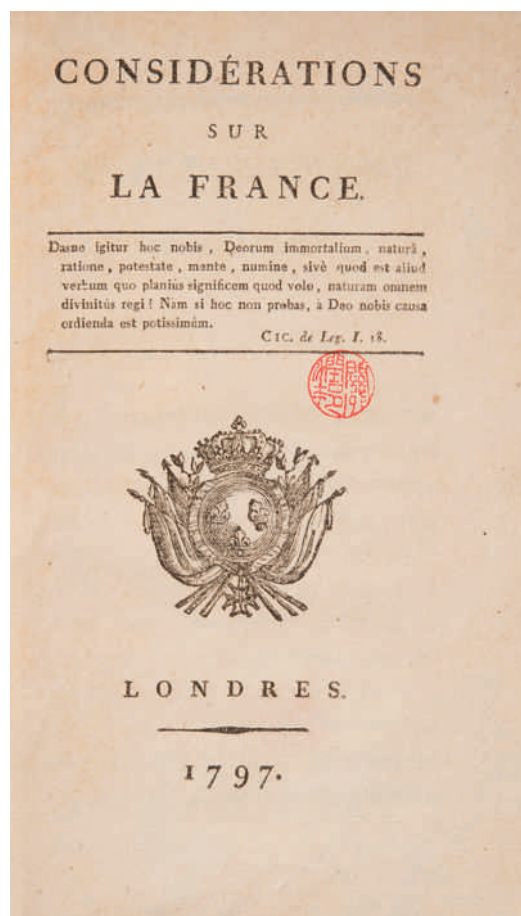 CONSIDÉRATIONS
SUR
LA FRANCE.
Dasne igitur hoc nobis, Deorum immortalium, naturâ,
ratione, potestate, mente, numine, sivè quod est aliud
verbum quo planiùs significem quod volo, naturam omnem
divinitùs regi! Nam si hoc non probas, à Deo nobis causa
ordienda est potissimùm.
CIC. de Leg. I. 18.
LONDRES.
1797.